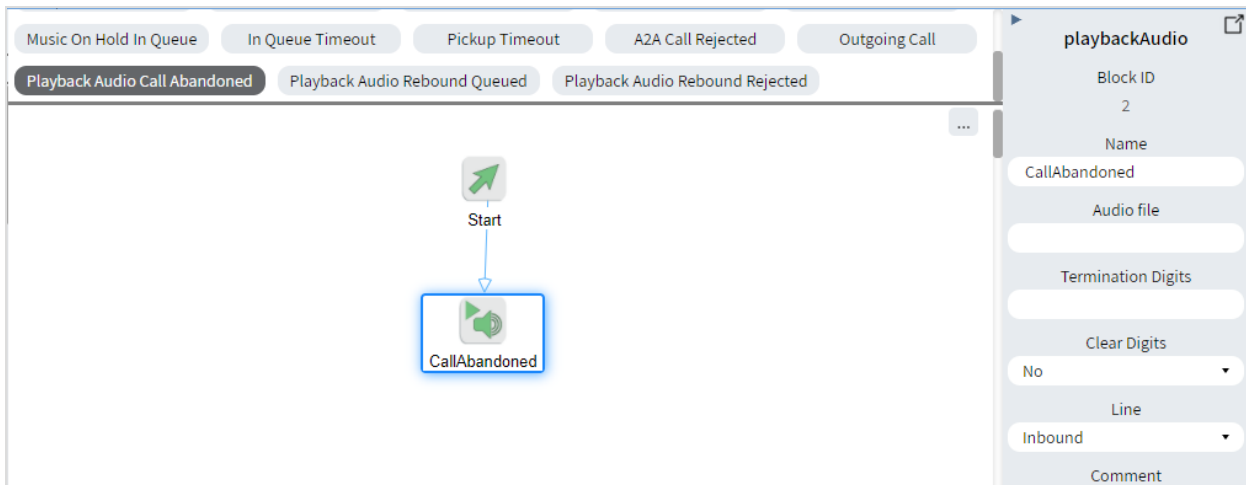 Music On Hold In Queue
In Queue Timeout
Pickup Timeout
A2A Call Rejected
Outgoing Call
Playback Audio Call Abandoned
Playback Audio Rebound Queued
Playback Audio Rebound Rejected
...
Start
CallAbandoned
playbackAudio
Block ID
2
Name
CallAbandoned
Audio file
Termination Digits
Clear Digits
No
Line
Inbound
Comment